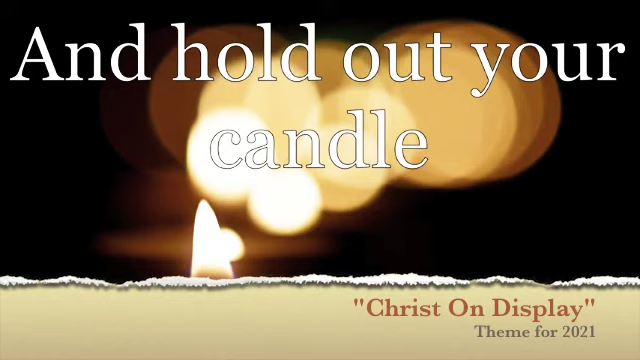 And hold out your
candle
"Christ On Display"
Theme for 2021